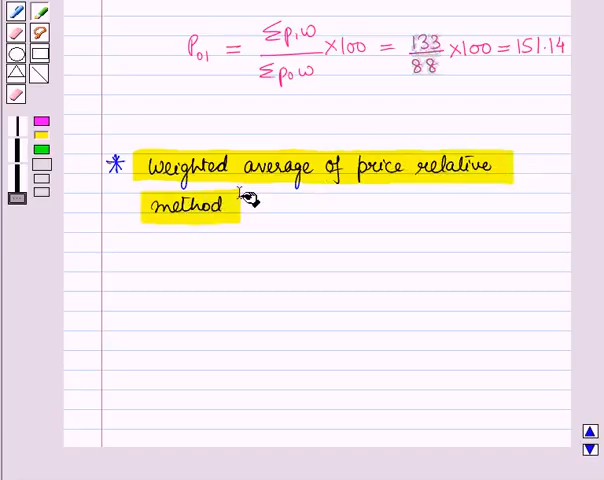 P01 = Σp1w / Σp0w ×100 = 133 / 88 ×100 = 151.14
* Weighted average of price relative
method